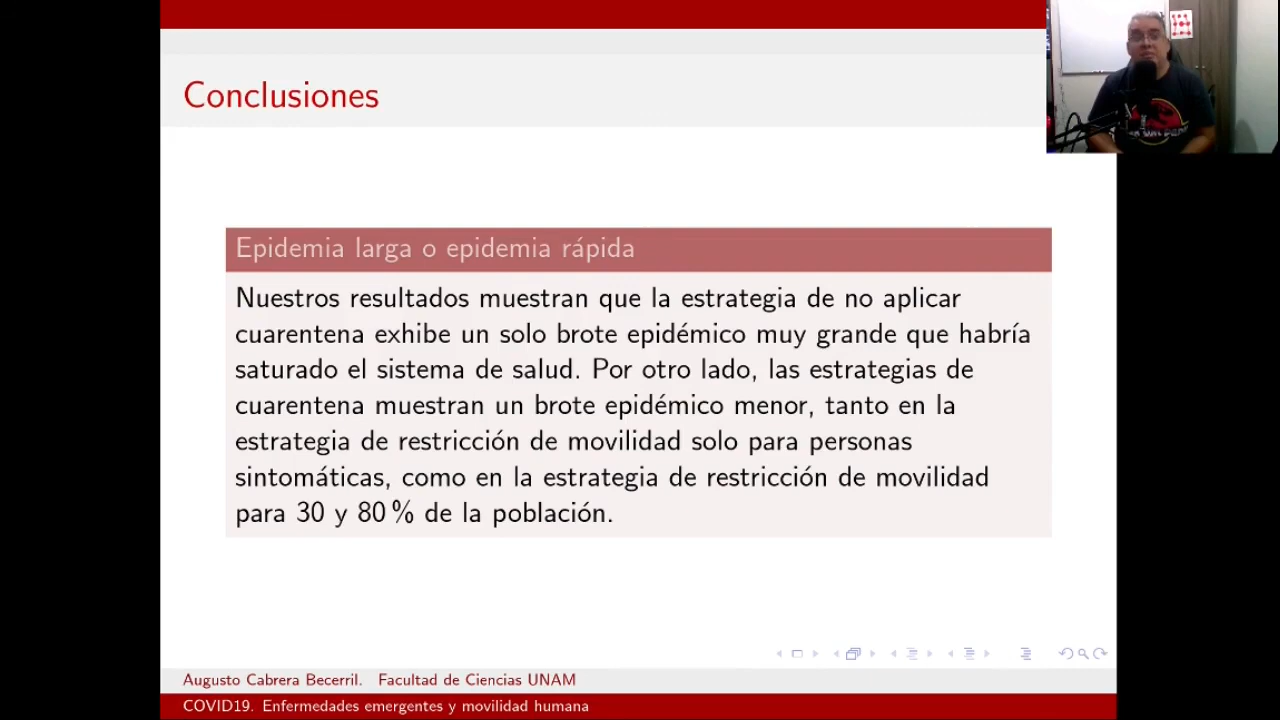 Conclusiones
Epidemia larga o epidemia rápida
Nuestros resultados muestran que la estrategia de no aplicar
cuarentena exhibe un solo brote epidémico muy grande que habría
saturado el sistema de salud. Por otro lado, las estrategias de
cuarentena muestran un brote epidémico menor, tanto en la
estrategia de restricción de movilidad solo para personas
sintomáticas, como en la estrategia de restricción de movilidad
para 30 y 80 % de la población.
Augusto Cabrera Becerril. Facultad de Ciencias UNAM
COVID19. Enfermedades emergentes y movilidad humana